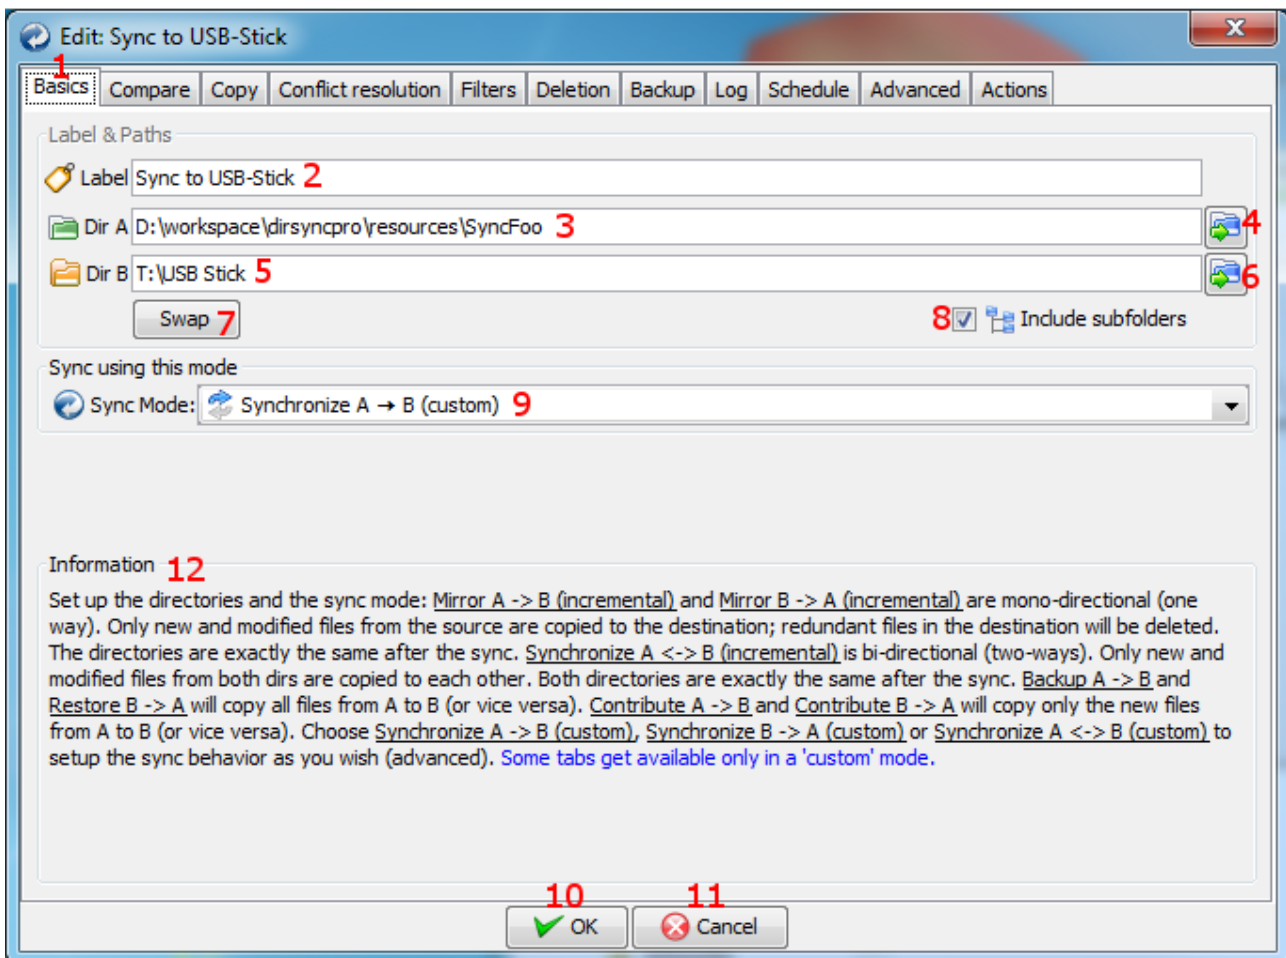 Edit: Sync to USB-Stick
X
1
Basics Compare Copy Conflict resolution Filters Deletion Backup Log Schedule Advanced Actions
Label & Paths
Label Sync to USB-Stick 2
Dir A D:\workspace\dirsyncpro\resources\SyncFoo 3 4
Dir B T:\USB Stick 5 6
Swap 7 8 Include subfolders
Sync using this mode
Sync Mode: Synchronize A → B (custom) 9
Information 12
Set up the directories and the sync mode: Mirror A -> B (incremental) and Mirror B -> A (incremental) are mono-directional (one
way). Only new and modified files from the source are copied to the destination; redundant files in the destination will be deleted.
The directories are exactly the same after the sync. Synchronize A <-> B (incremental) is bi-directional (two-ways). Only new and
modified files from both dirs are copied to each other. Both directories are exactly the same after the sync. Backup A -> B and
Restore B -> A will copy all files from A to B (or vice versa). Contribute A -> B and Contribute B -> A will copy only the new files
from A to B (or vice versa). Choose Synchronize A -> B (custom), Synchronize B -> A (custom) or Synchronize A <-> B (custom) to
setup the sync behavior as you wish (advanced). Some tabs get available only in a 'custom' mode.
10 11
OK Cancel